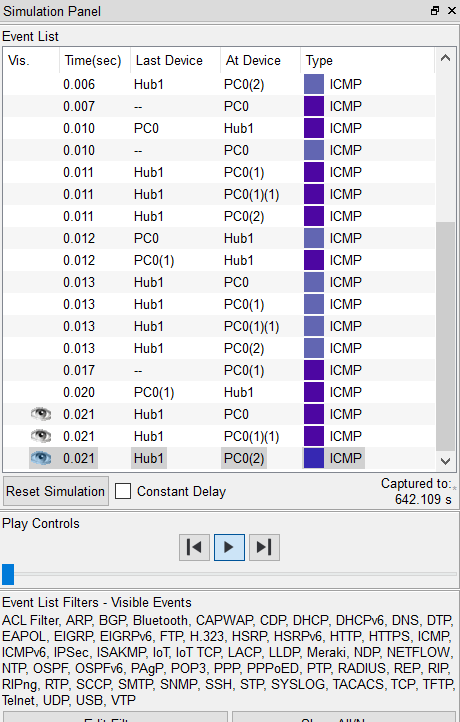 Simulation Panel
Event List
Vis. Time(sec) Last Device At Device Type
0.006 Hub1 PC0(2) ICMP
0.007 -- PC0 ICMP
0.010 PC0 Hub1 ICMP
0.010 -- PC0 ICMP
0.011 Hub1 PC0(1) ICMP
0.011 Hub1 PC0(1)(1) ICMP
0.011 Hub1 PC0(2) ICMP
0.012 PC0 Hub1 ICMP
0.012 PC0(1) Hub1 ICMP
0.013 Hub1 PC0 ICMP
0.013 Hub1 PC0(1) ICMP
0.013 Hub1 PC0(1)(1) ICMP
0.013 Hub1 PC0(2) ICMP
0.017 -- PC0(1) ICMP
0.020 PC0(1) Hub1 ICMP
0.021 Hub1 PC0 ICMP
0.021 Hub1 PC0(1)(1) ICMP
0.021 Hub1 PC0(2) ICMP
Reset Simulation Constant Delay Captured to:
642.109 s
Play Controls
Event List Filters - Visible Events
ACL Filter, ARP, BGP, Bluetooth, CAPWAP, CDP, DHCP, DHCPv6, DNS, DTP,
EAPOL, EIGRP, EIGRPv6, FTP, H.323, HSRP, HSRPv6, HTTP, HTTPS, ICMP,
ICMPv6, IPSec, ISAKMP, IoT, IoT TCP, LACP, LLDP, Meraki, NDP, NETFLOW,
NTP, OSPF, OSPFv6, PAgP, POP3, PPP, PPPoED, PTP, RADIUS, REP, RIP,
RIPng, RTP, SCCP, SMTP, SNMP, SSH, STP, SYSLOG, TACACS, TCP, TFTP,
Telnet, UDP, USB, VTP